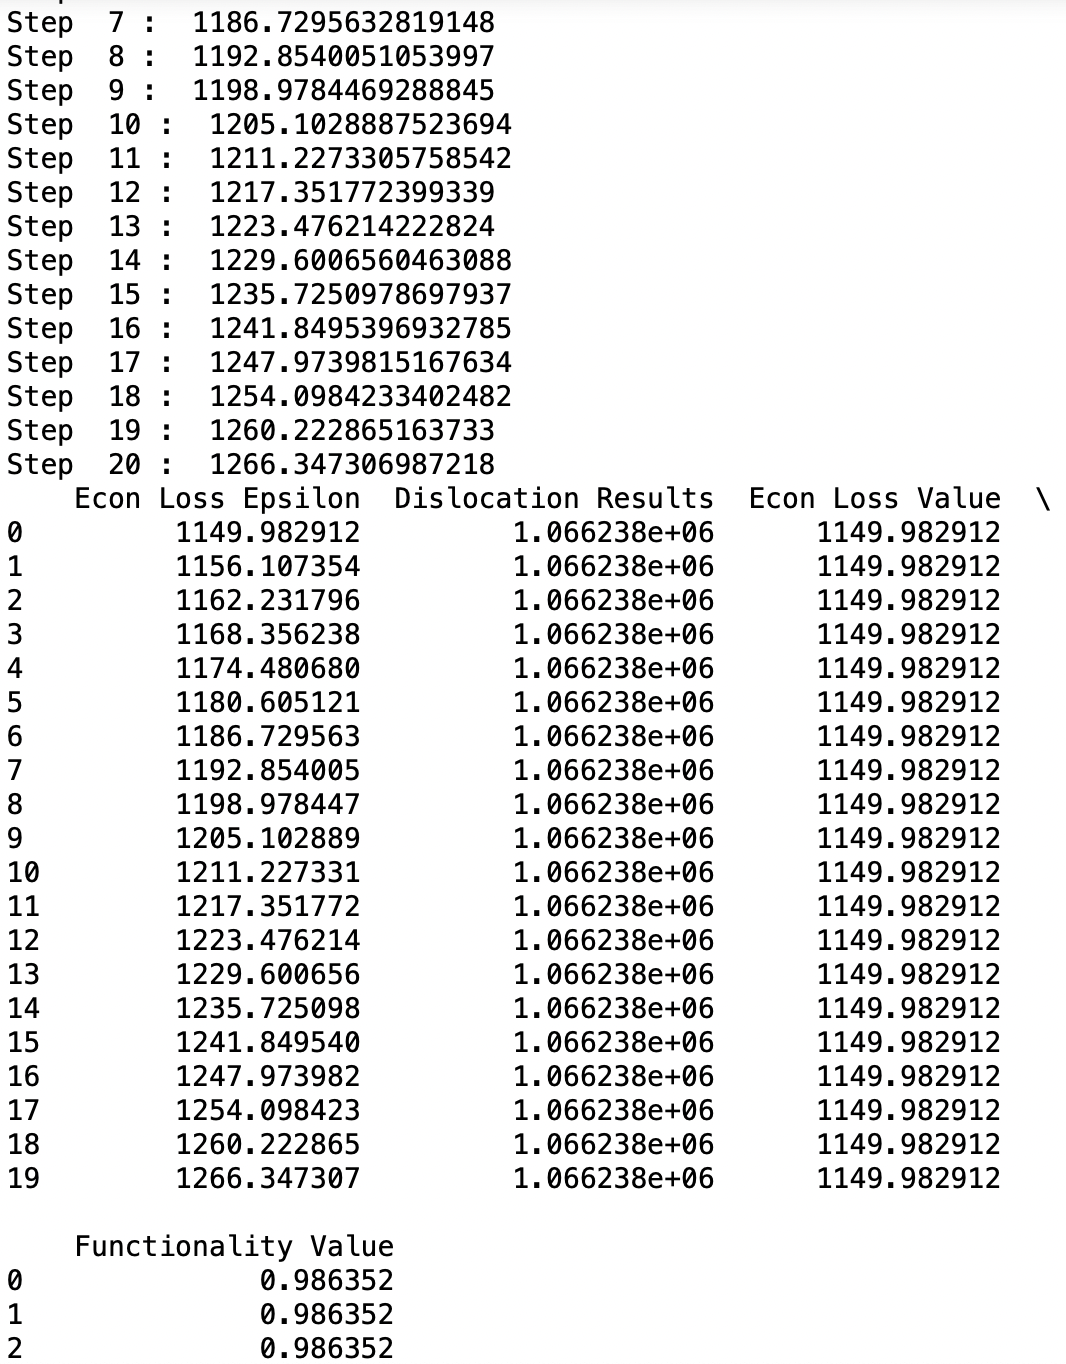 Step  7 :  1186.7295632819148
Step  8 :  1192.8540051053997
Step  9 :  1198.9784469288845
Step  10 :  1205.1028887523694
Step  11 :  1211.2273305758542
Step  12 :  1217.351772399339
Step  13 :  1223.476214222824
Step  14 :  1229.6006560463088
Step  15 :  1235.7250978697937
Step  16 :  1241.8495396932785
Step  17 :  1247.9739815167634
Step  18 :  1254.0984233402482
Step  19 :  1260.222865163733
Step  20 :  1266.347306987218
    Econ Loss Epsilon  Dislocation Results  Econ Loss Value  \
0         1149.982912         1.066238e+06      1149.982912
1         1156.107354         1.066238e+06      1149.982912
2         1162.231796         1.066238e+06      1149.982912
3         1168.356238         1.066238e+06      1149.982912
4         1174.480680         1.066238e+06      1149.982912
5         1180.605121         1.066238e+06      1149.982912
6         1186.729563         1.066238e+06      1149.982912
7         1192.854005         1.066238e+06      1149.982912
8         1198.978447         1.066238e+06      1149.982912
9         1205.102889         1.066238e+06      1149.982912
10        1211.227331         1.066238e+06      1149.982912
11        1217.351772         1.066238e+06      1149.982912
12        1223.476214         1.066238e+06      1149.982912
13        1229.600656         1.066238e+06      1149.982912
14        1235.725098         1.066238e+06      1149.982912
15        1241.849540         1.066238e+06      1149.982912
16        1247.973982         1.066238e+06      1149.982912
17        1254.098423         1.066238e+06      1149.982912
18        1260.222865         1.066238e+06      1149.982912
19        1266.347307         1.066238e+06      1149.982912
    Functionality Value
0              0.986352
1              0.986352
2              0.986352